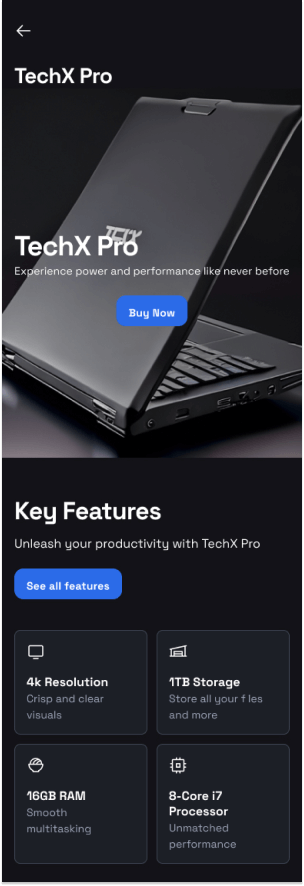 TechX Pro
TechX Pro
Experience power and performance like never before
Buy Now
Key Features
Unleash your productivity with TechX Pro
See all features
4k Resolution
Crisp and clear
visuals
1TB Storage
Store all your f les
and more
16GB RAM
Smooth
multitasking
8-Core i7
Processor
Unmatched
performance